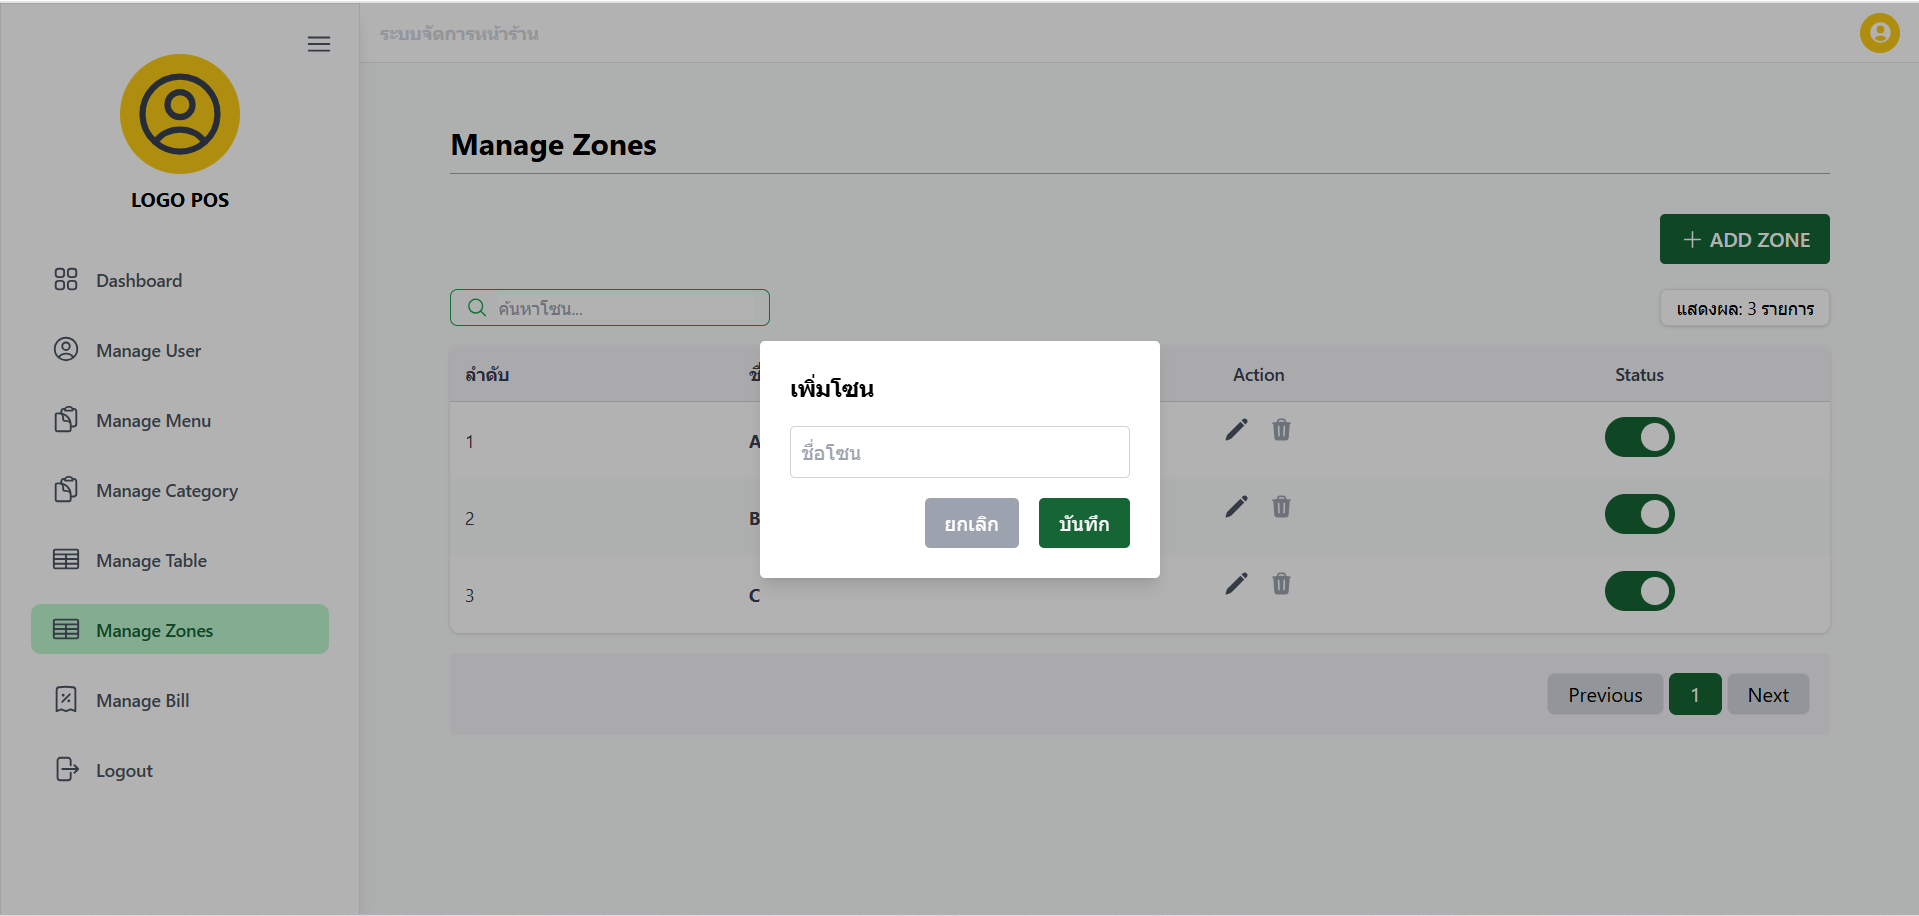 ระบบจัดการหน้าร้าน
LOGO POS
Dashboard
Manage User
Manage Menu
Manage Category
Manage Table
Manage Zones
Manage Bill
Logout
Manage Zones
ADD ZONE
ค้นหาโซน...
แสดงผล: 3 รายการ
ลำดับ Action Status
1 A
2 B
3 C
เพิ่มโซน
ชื่อโซน
ยกเลิก บันทึก
Previous 1 Next